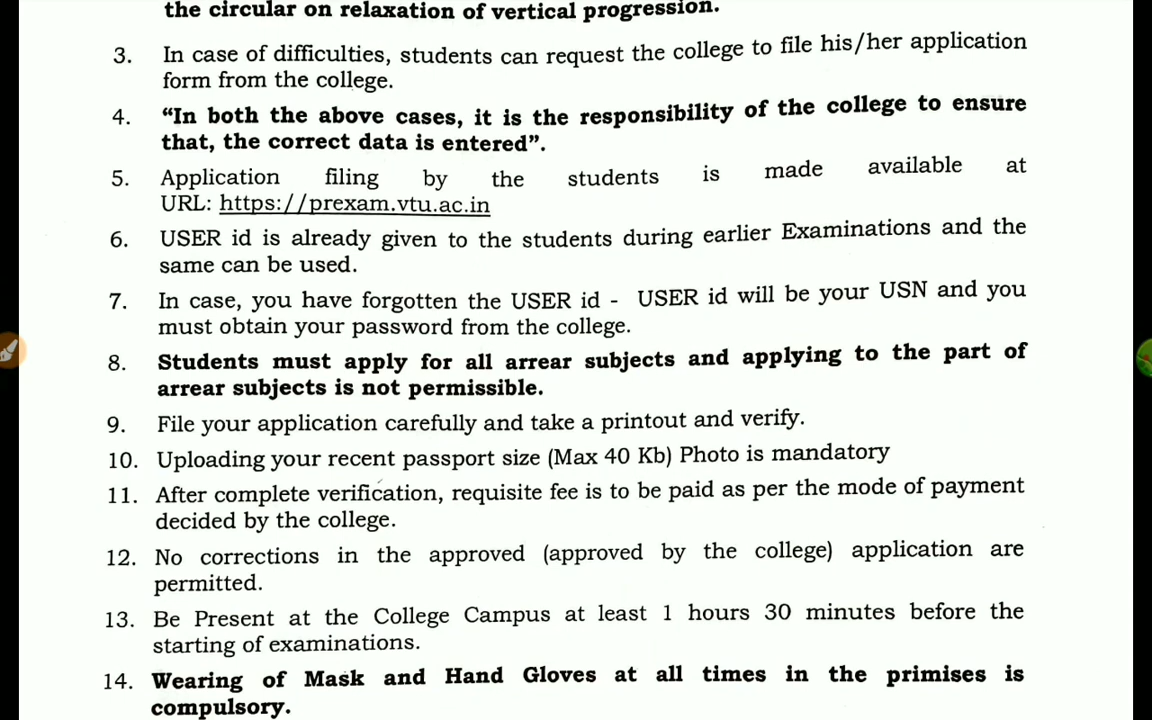 the circular on relaxation of vertical progression.
3. In case of difficulties, students can request the college to file his/her application
form from the college.
4. “In both the above cases, it is the responsibility of the college to ensure
that, the correct data is entered”.
5. Application filing by the students is made available at
URL: https://prexam.vtu.ac.in
6. USER id is already given to the students during earlier Examinations and the
same can be used.
7. In case, you have forgotten the USER id - USER id will be your USN and you
must obtain your password from the college.
8. Students must apply for all arrear subjects and applying to the part of
arrear subjects is not permissible.
9. File your application carefully and take a printout and verify.
10. Uploading your recent passport size (Max 40 Kb) Photo is mandatory
11. After complete verification, requisite fee is to be paid as per the mode of payment
decided by the college.
12. No corrections in the approved (approved by the college) application are
permitted.
13. Be Present at the College Campus at least 1 hours 30 minutes before the
starting of examinations.
14. Wearing of Mask and Hand Gloves at all times in the primises is
compulsory.